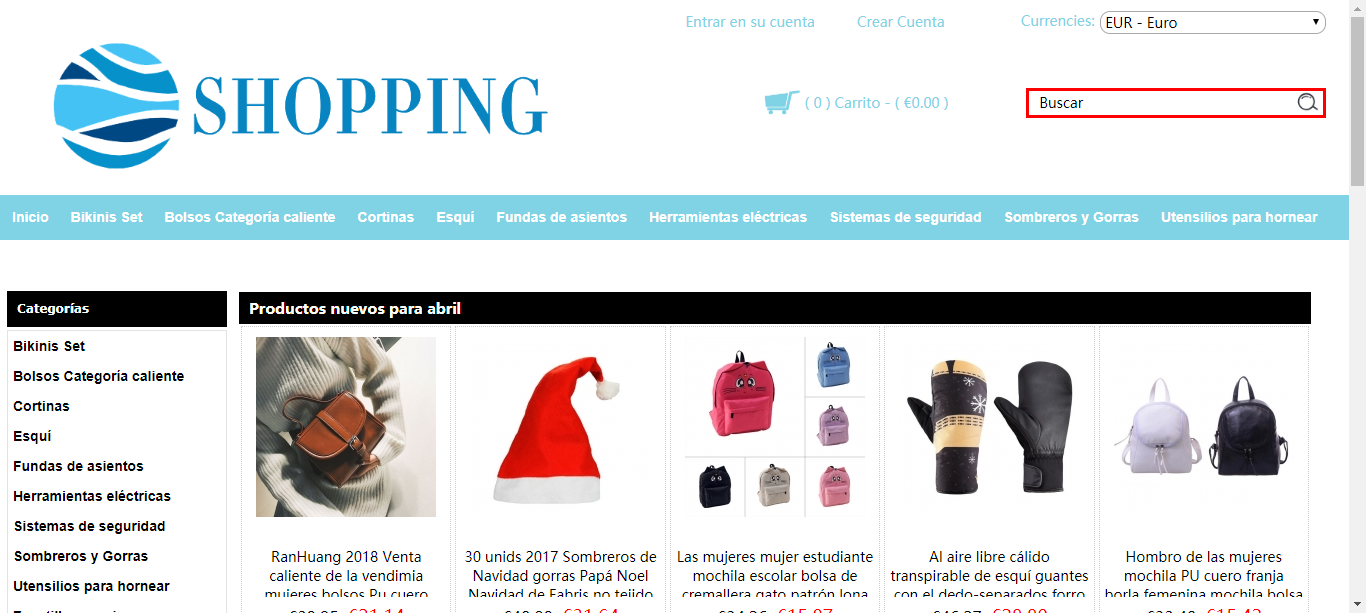 Entrar en su cuenta
Crear Cuenta
Currencies: EUR - Euro
SHOPPING
( 0 ) Carrito - ( €0.00 )
Buscar
Inicio Bikinis Set Bolsos Categoría caliente Cortinas Esquí Fundas de asientos Herramientas eléctricas Sistemas de seguridad Sombreros y Gorras Utensilios para hornear
Categorías
Bikinis Set
Bolsos Categoría caliente
Cortinas
Esquí
Fundas de asientos
Herramientas eléctricas
Sistemas de seguridad
Sombreros y Gorras
Utensilios para hornear
Productos nuevos para abril
RanHuang 2018 Venta
caliente de la vendimia
mujeres bolsos Pu cuero
€21.14
30 unids 2017 Sombreros de
Navidad gorras Papá Noel
Navidad de Fabris no tejido
€31.64
Las mujeres mujer estudiante
mochila escolar bolsa de
cremallera gato patrón lona
€15.87
Al aire libre cálido
transpirable de esquí guantes
con el dedo-separados forro
Hombro de las mujeres
mochila PU cuero franja
borla femenina mochila bolsa